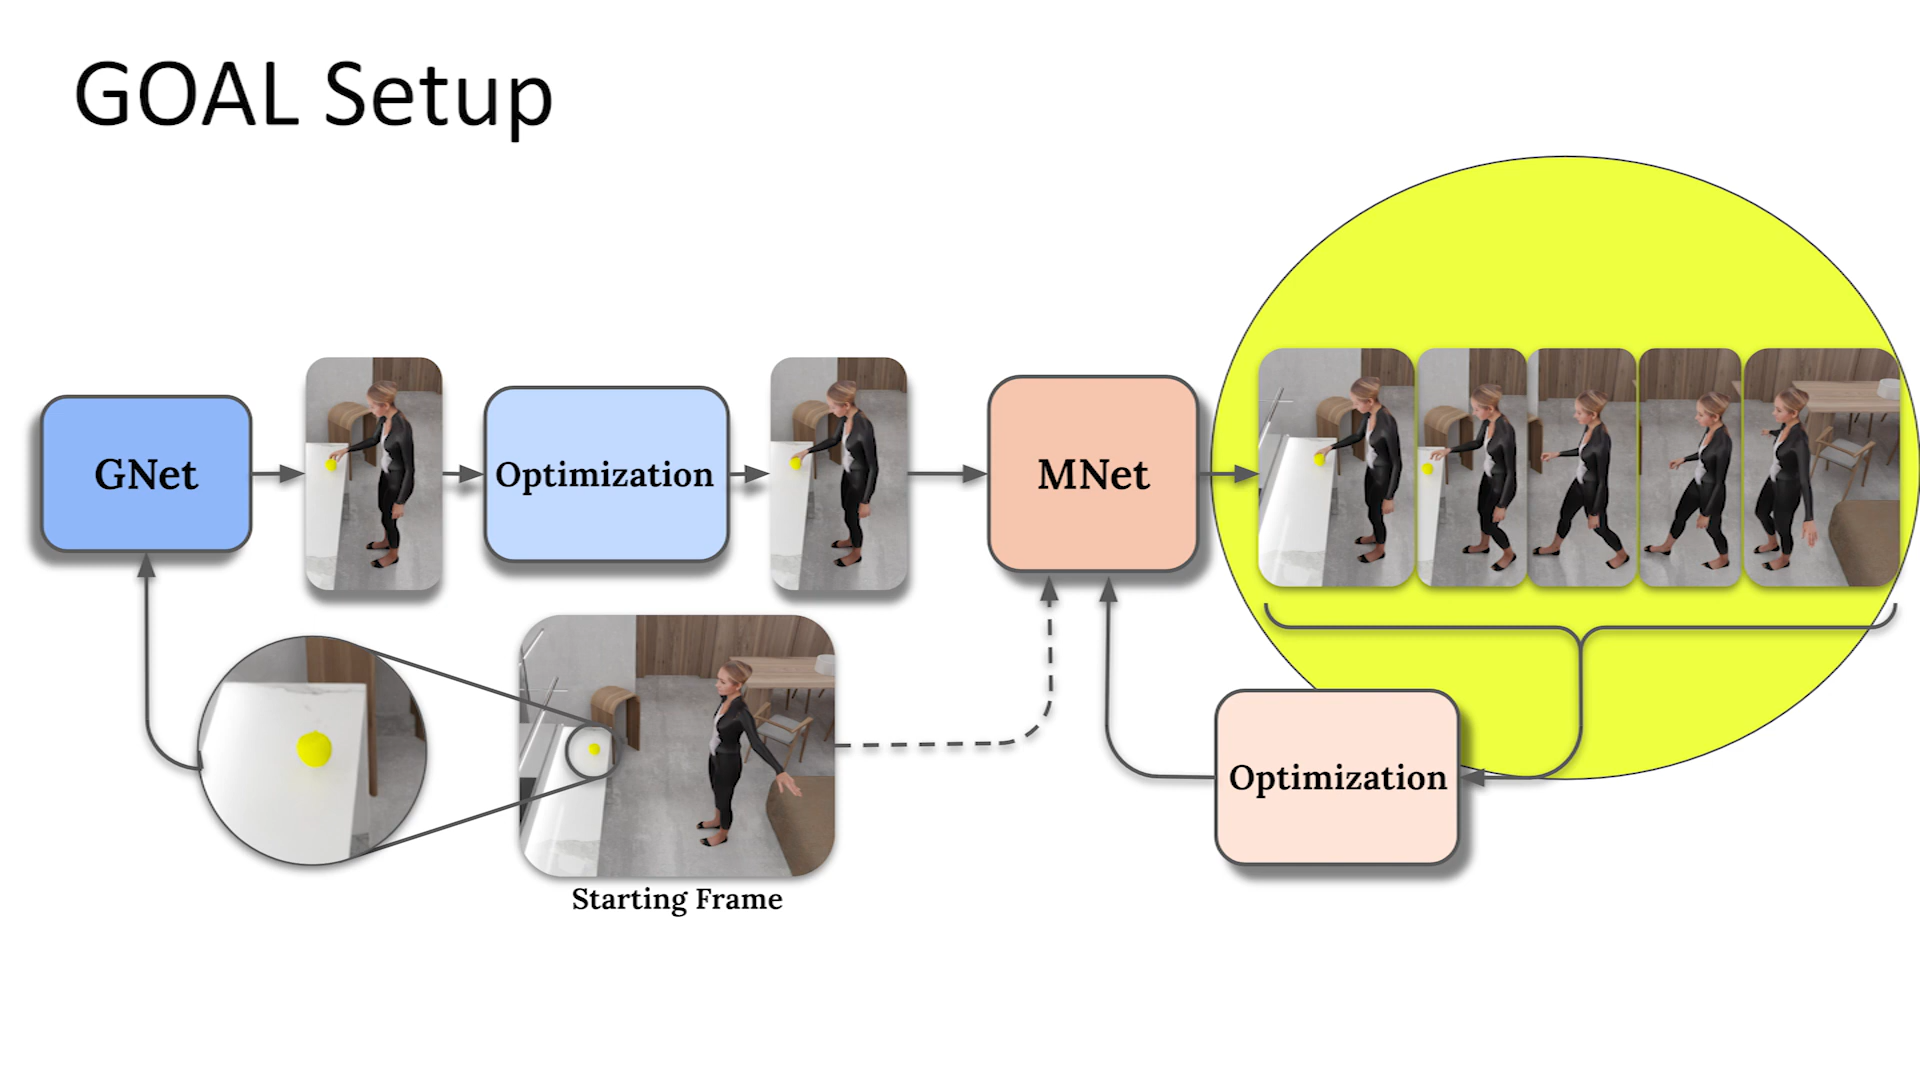 GOAL Setup
GNet
Optimization
MNet
Optimization
Starting Frame